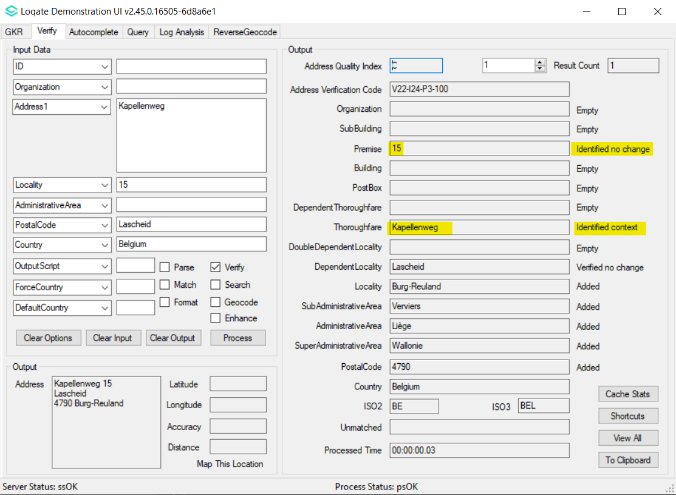 Loqate Demonstration UI v2.45.0.16505-6d8a6e1
GKR Verify Autocomplete Query Log Analysis ReverseGeocode
Input Data
ID
Organization
Address1 Kapellenweg
Locality 15
AdministrativeArea
PostalCode Lascheid
Country Belgium
OutputScript Parse Verify
ForceCountry Match Search
DefaultCountry Format Geocode
Enhance
Clear Options Clear Input Clear Output Process
Output
Address Kapellenweg 15
Lascheid
4790 Burg-Reuland
Latitude
Longitude
Accuracy
Distance
Map This Location
Output
Address Quality Index 1 Result Count 1
Address Verification Code V22-I24-P3-100
Organization Empty
SubBuilding Empty
Premise 15 Identified no change
Building Empty
PostBox Empty
DependentThoroughfare Empty
Thoroughfare Kapellenweg Identified context
DoubleDependentLocality Empty
DependentLocality Lascheid Verified no change
Locality Burg-Reuland Added
SubAdministrativeArea Verviers Added
AdministrativeArea Liège Added
SuperAdministrativeArea Wallonie Added
PostalCode 4790 Added
Country Belgium
ISO2 BE ISO3 BEL
Unmatched
Processed Time 00:00:00.03
Cache Stats
Shortcuts
View All
To Clipboard
Server Status: ssOK Process Status: psOK